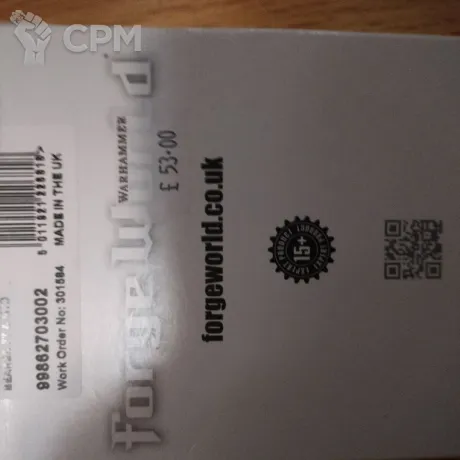 CPM
forgeWorld
WARHAMMER
£ 53.00
forgeworld.co.uk
15+
MADE IN THE UK
99862703002
Work Order No: 301584